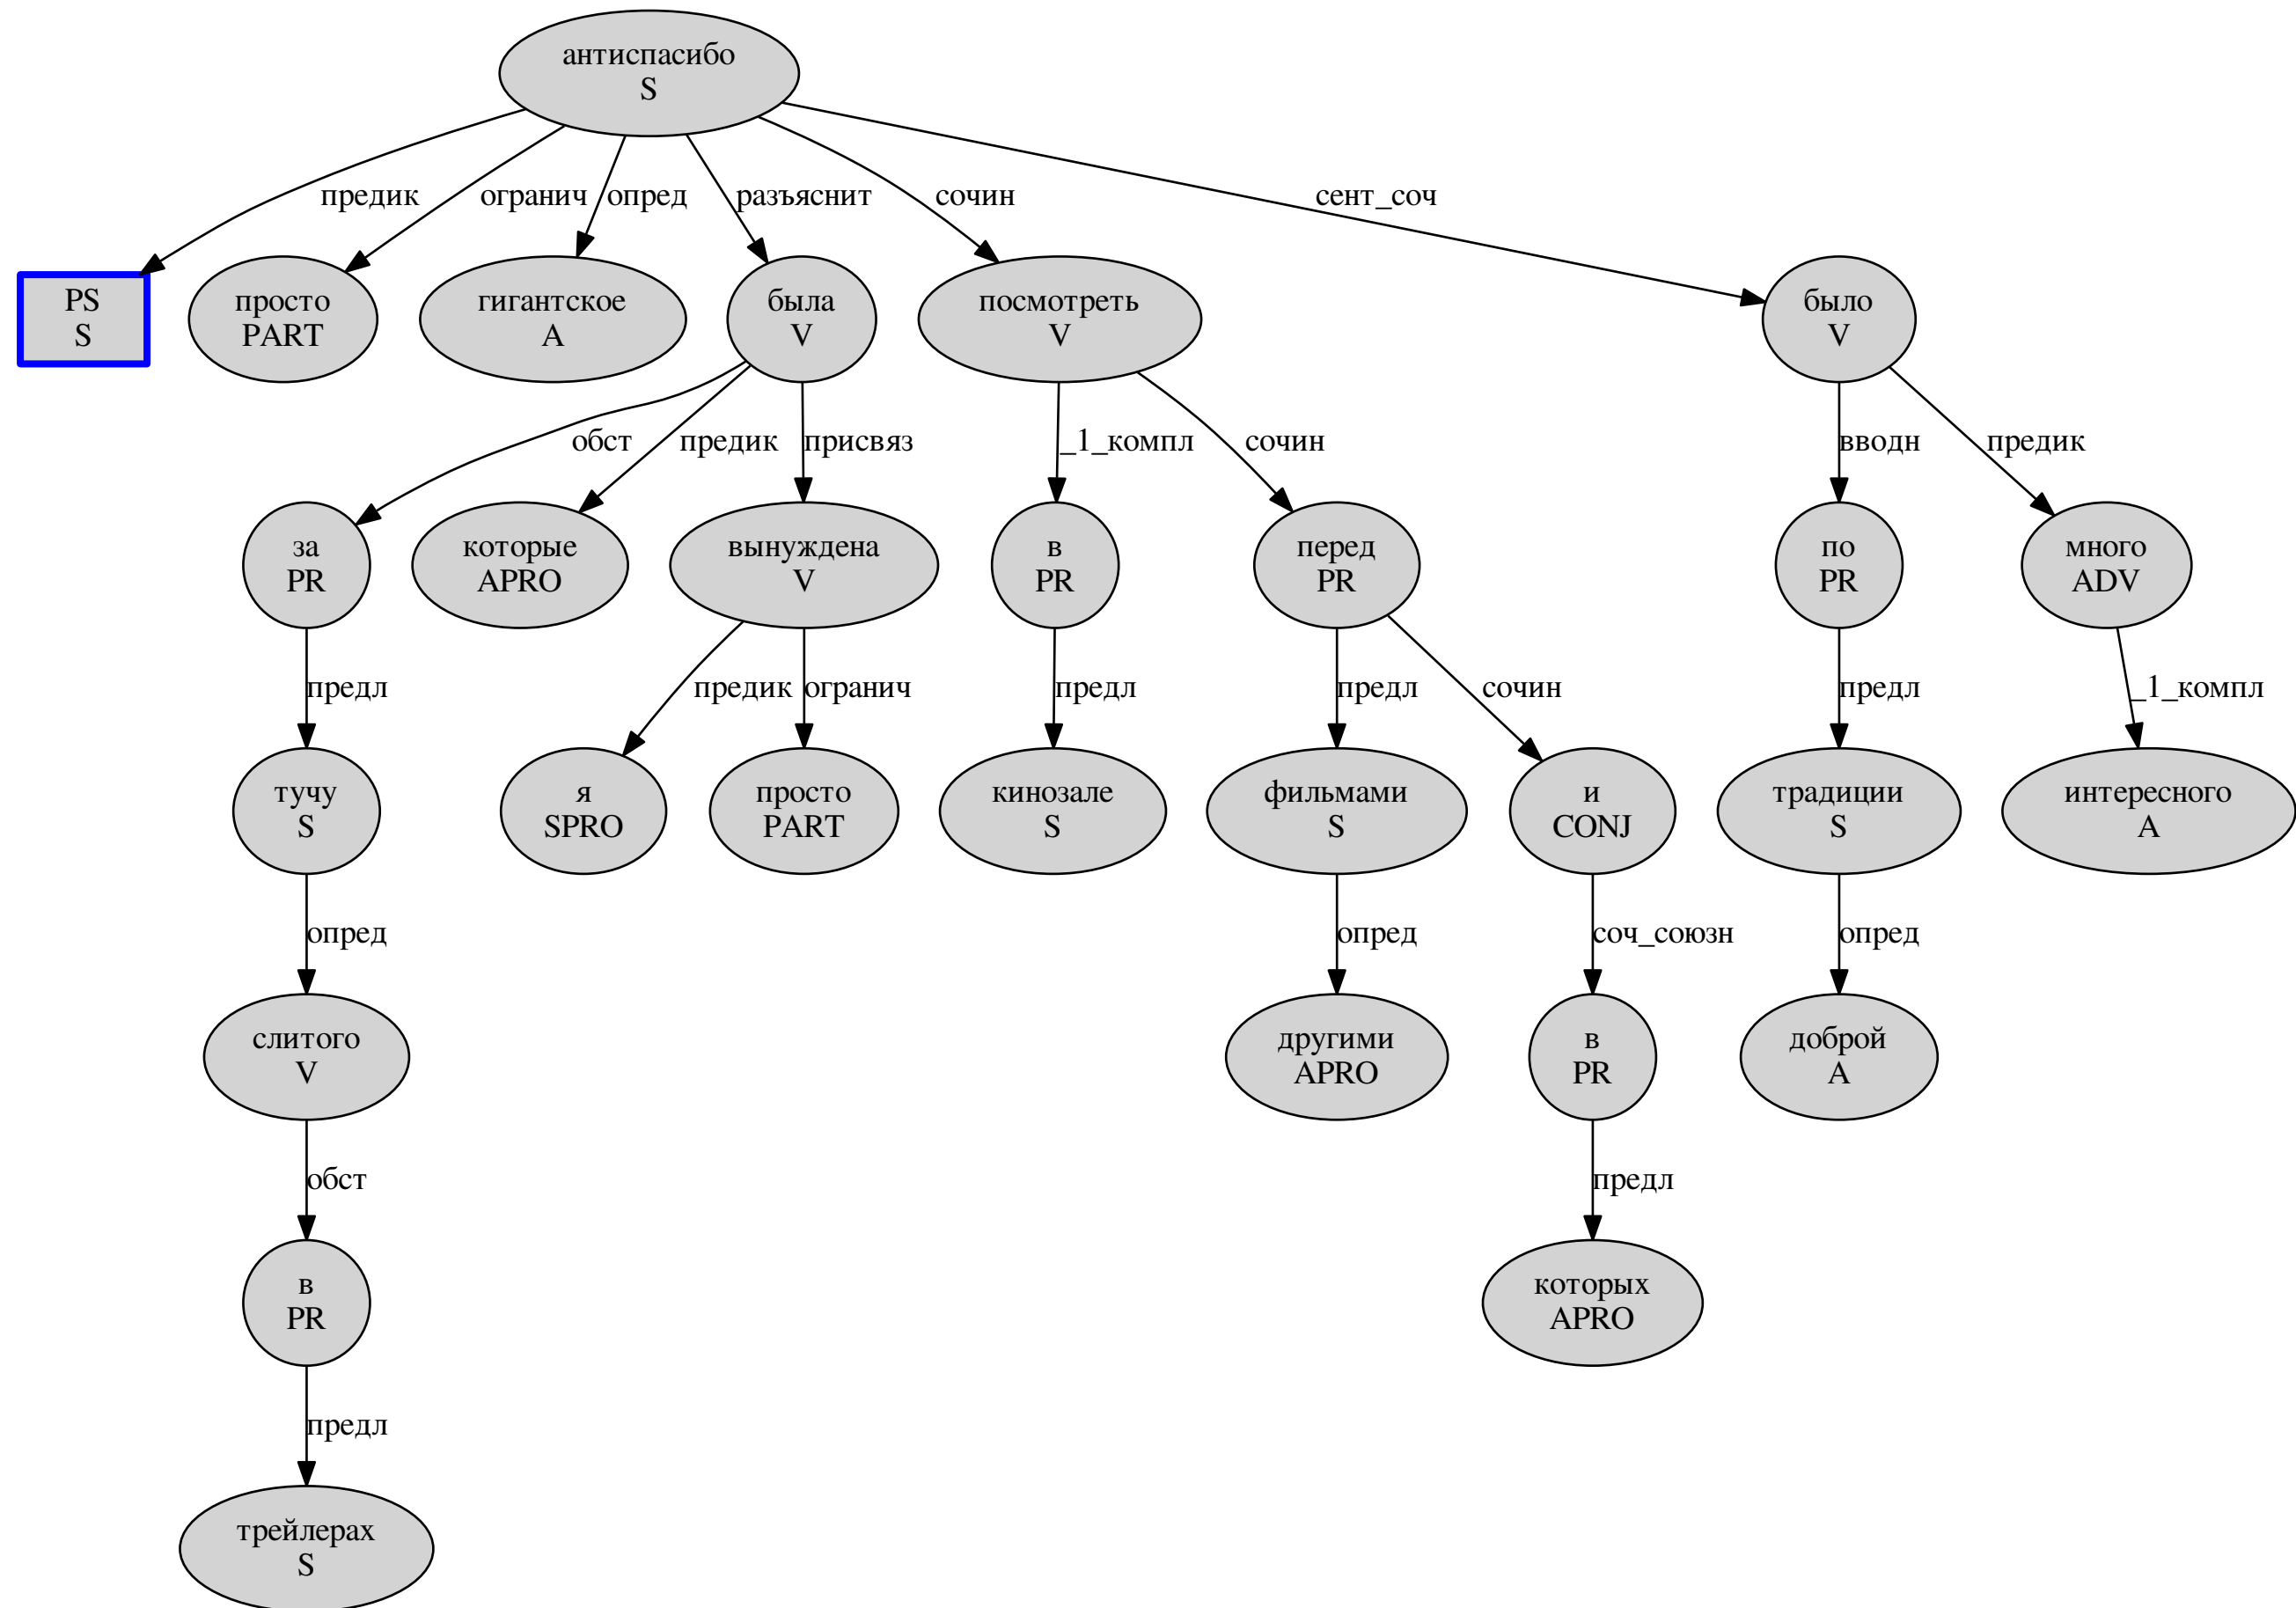 антиспасибо
S
предик
огранич
опред
разъяснит
сочин
сент_соч
PS
S
просто
PART
гигантское
A
была
V
посмотреть
V
было
V
обст
предик
присвяз
_1_компл
сочин
вводн
предик
за
PR
которые
APRO
вынуждена
V
в
PR
перед
PR
по
PR
много
ADV
предл
предик
огранич
предл
предл
сочин
предл
_1_компл
тучу
S
я
SPRO
просто
PART
кинозале
S
фильмами
S
и
CONJ
традиции
S
интересного
A
опред
опред
соч_союзн
опред
слитого
V
другими
APRO
в
PR
доброй
A
обст
предл
в
PR
которых
APRO
предл
трейлерах
S